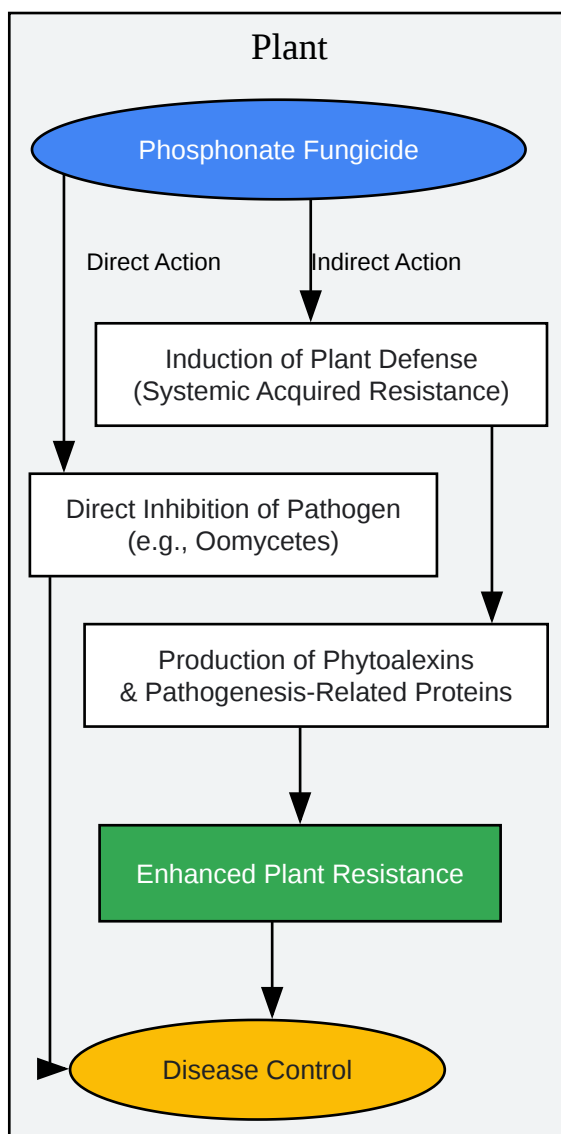 Plant
Phosphonate Fungicide
Direct Action
Indirect Action
Induction of Plant Defense
(Systemic Acquired Resistance)
Direct Inhibition of Pathogen
(e.g., Oomycetes)
Production of Phytoalexins
& Pathogenesis-Related Proteins
Enhanced Plant Resistance
Disease Control